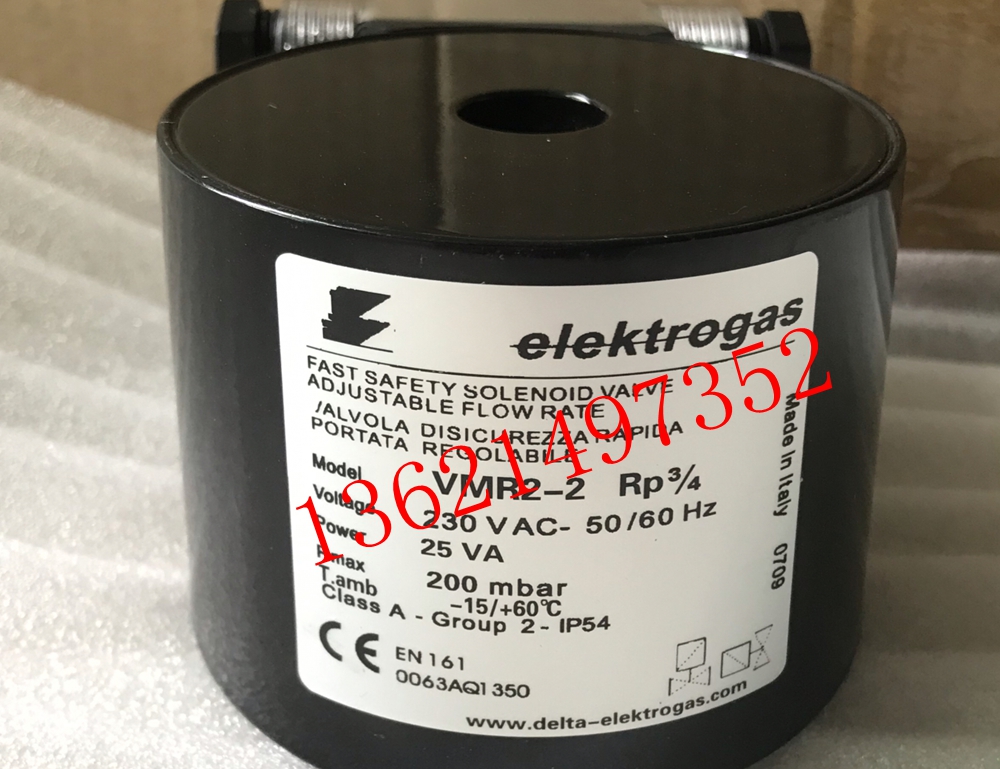 elektrogas
FAST SAFETY SOLENOID VALVE
ADJUSTABLE FLOW RATE
/ALVOLA DISICUREZZA RAPIDA
PORTATA REGOLABILE
Model VMR2-2 Rp ¾
Voltage 230 VAC- 50/60 Hz
Power 25 VA
Pmax 200 mbar
T.amb -15/+60°C
Class A - Group 2 - IP54
CE EN 161
0063AQ1350
www.delta-elektrogas.com
Made In Italy 0709
13621497352